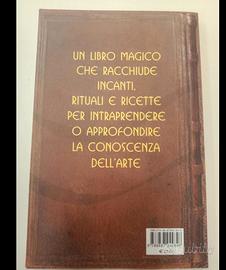 UN LIBRO MAGICO
CHE RACCHIUDE
INCANTI,
RITUALI E RICETTE
PER INTRAPRENDERE
O APPROFONDIRE
LA CONOSCENZA
DELL'ARTE